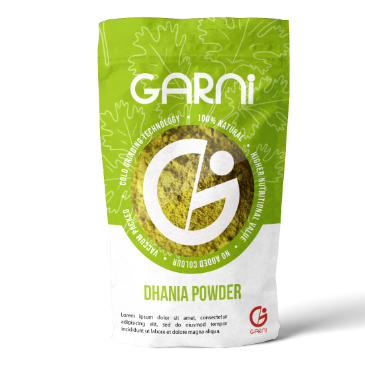 GARNi
COLD GRINDING TECHNOLOGY • 100% NATURAL • HIGHER NUTRITIONAL VALUE • NO ADDED COLOUR • VACCUM PACKED
DHANIA POWDER
Lorem ipsum dolor sit amet, consectetur
adipiscing elit, sed do eiusmod tempor
incididunt ut labore et dolore magna aliqua.
GARNi